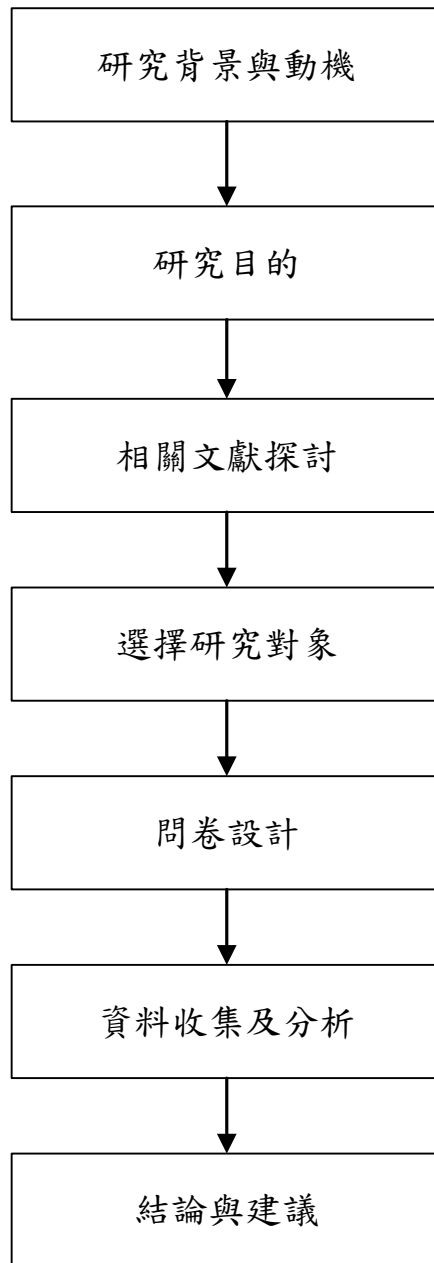 研究背景與動機
研究目的
相關文獻探討
選擇研究對象
問卷設計
資料收集及分析
結論與建議